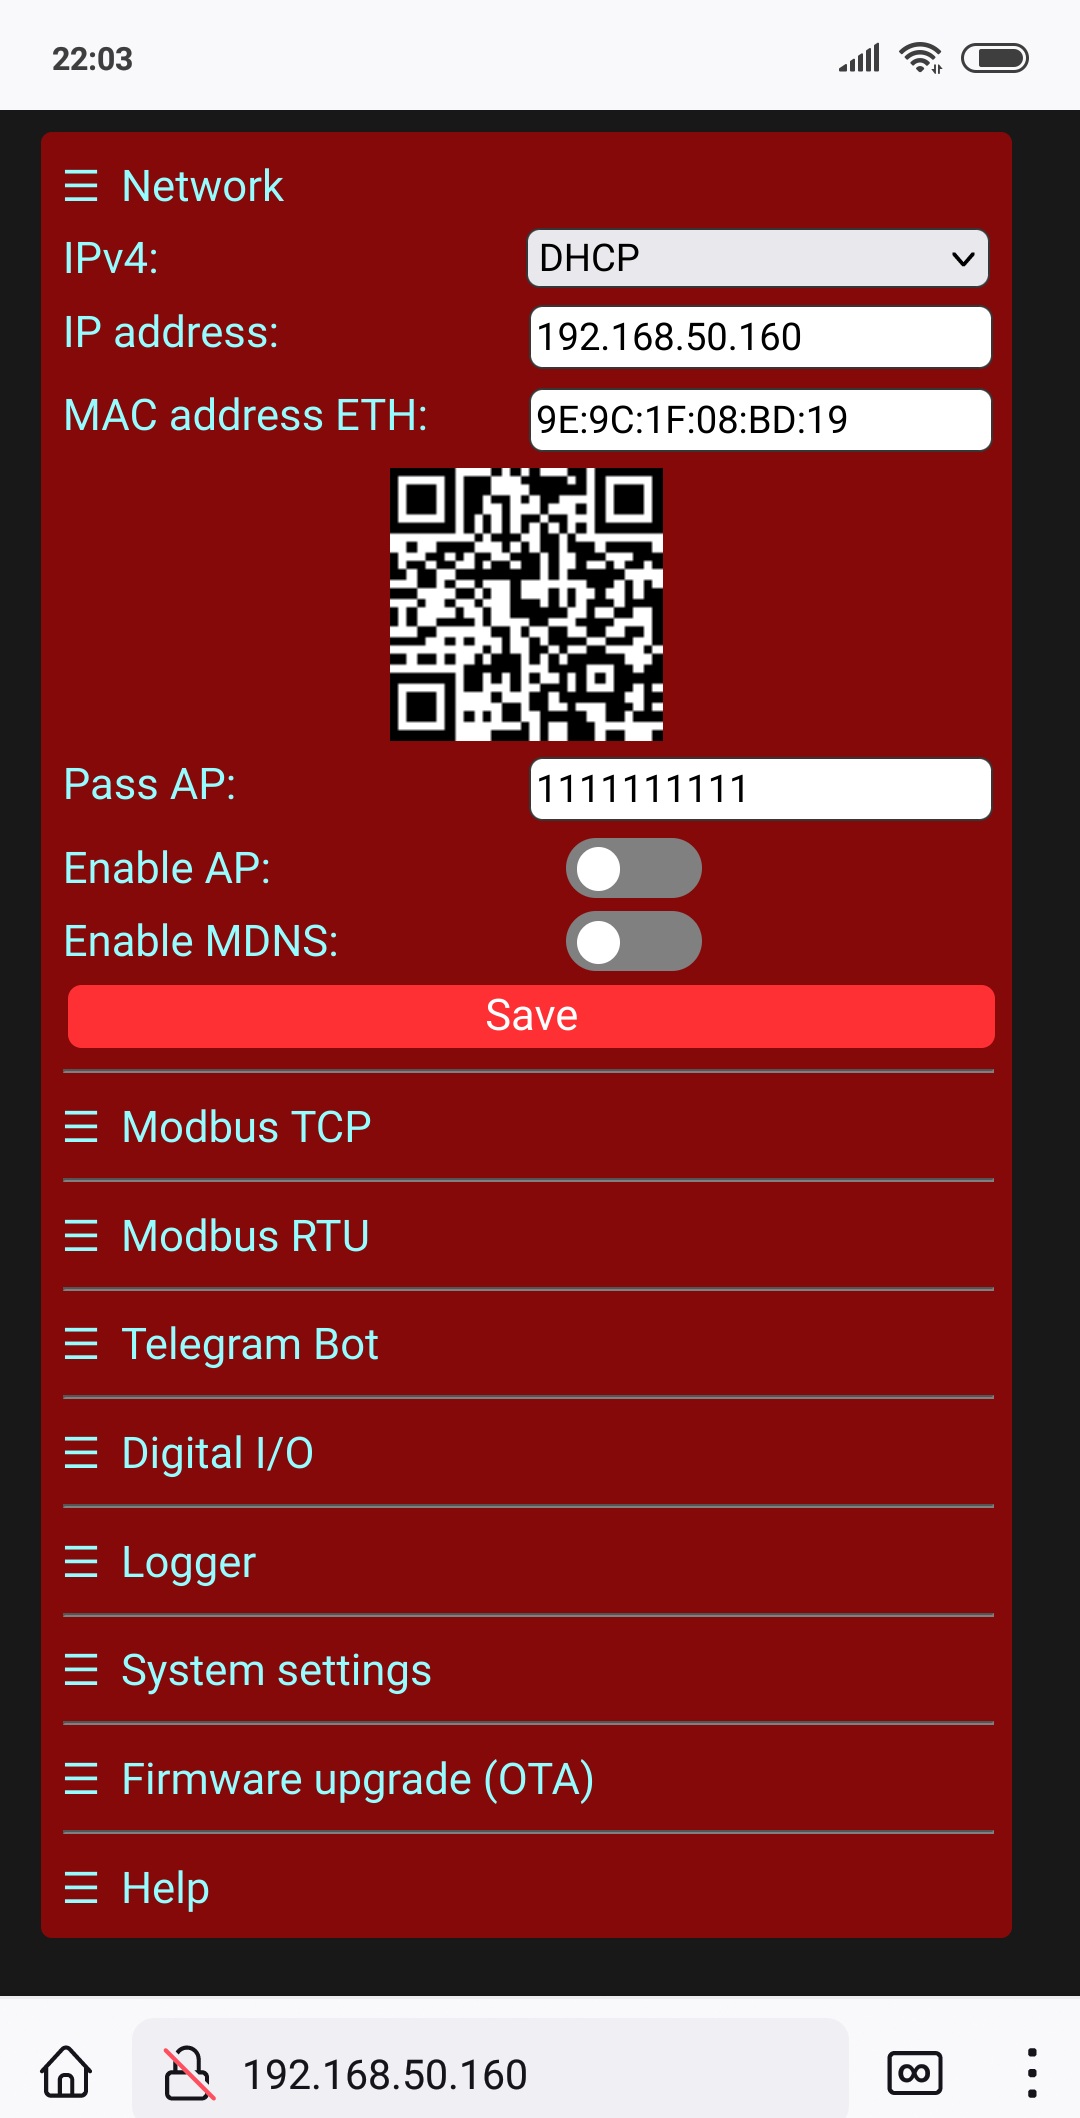 22:03
Network
IPv4: DHCP
IP address: 192.168.50.160
MAC address ETH: 9E:9C:1F:08:BD:19
Pass AP: 1111111111
Enable AP:
Enable MDNS:
Save
Modbus TCP
Modbus RTU
Telegram Bot
Digital I/O
Logger
System settings
Firmware upgrade (OTA)
Help
192.168.50.160